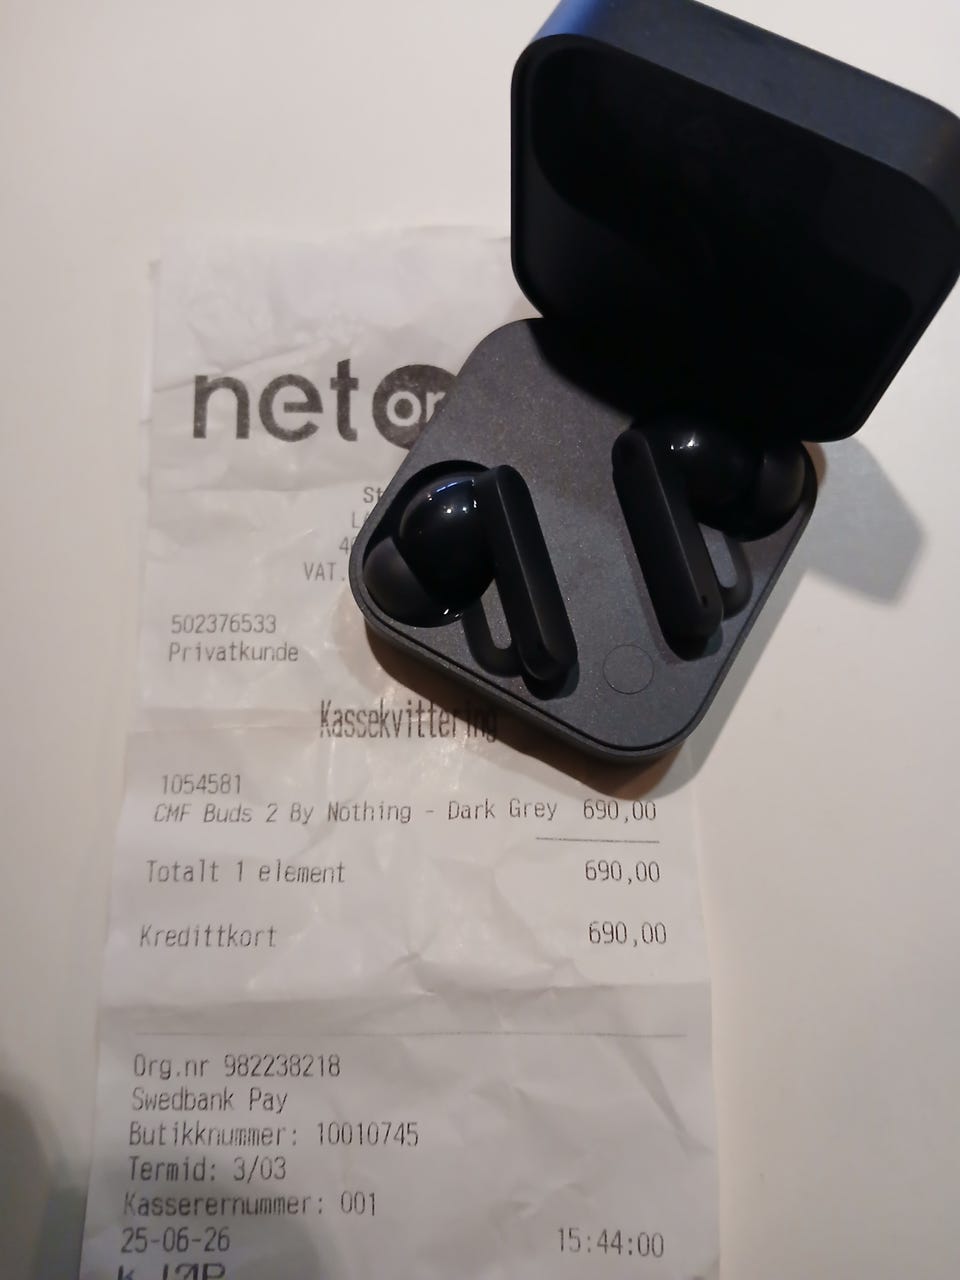 net on
502376533
Privatkunde
Kassekvittering
1054581
CMF Buds 2 By Nothing - Dark Grey 690,00
Totalt 1 element 690,00
Kredittkort 690,00
Org.nr 982238218
Swedbank Pay
Butikknummer: 10010745
Termid: 3/03
Kasserernummer: 001
25-06-26 15:44:00